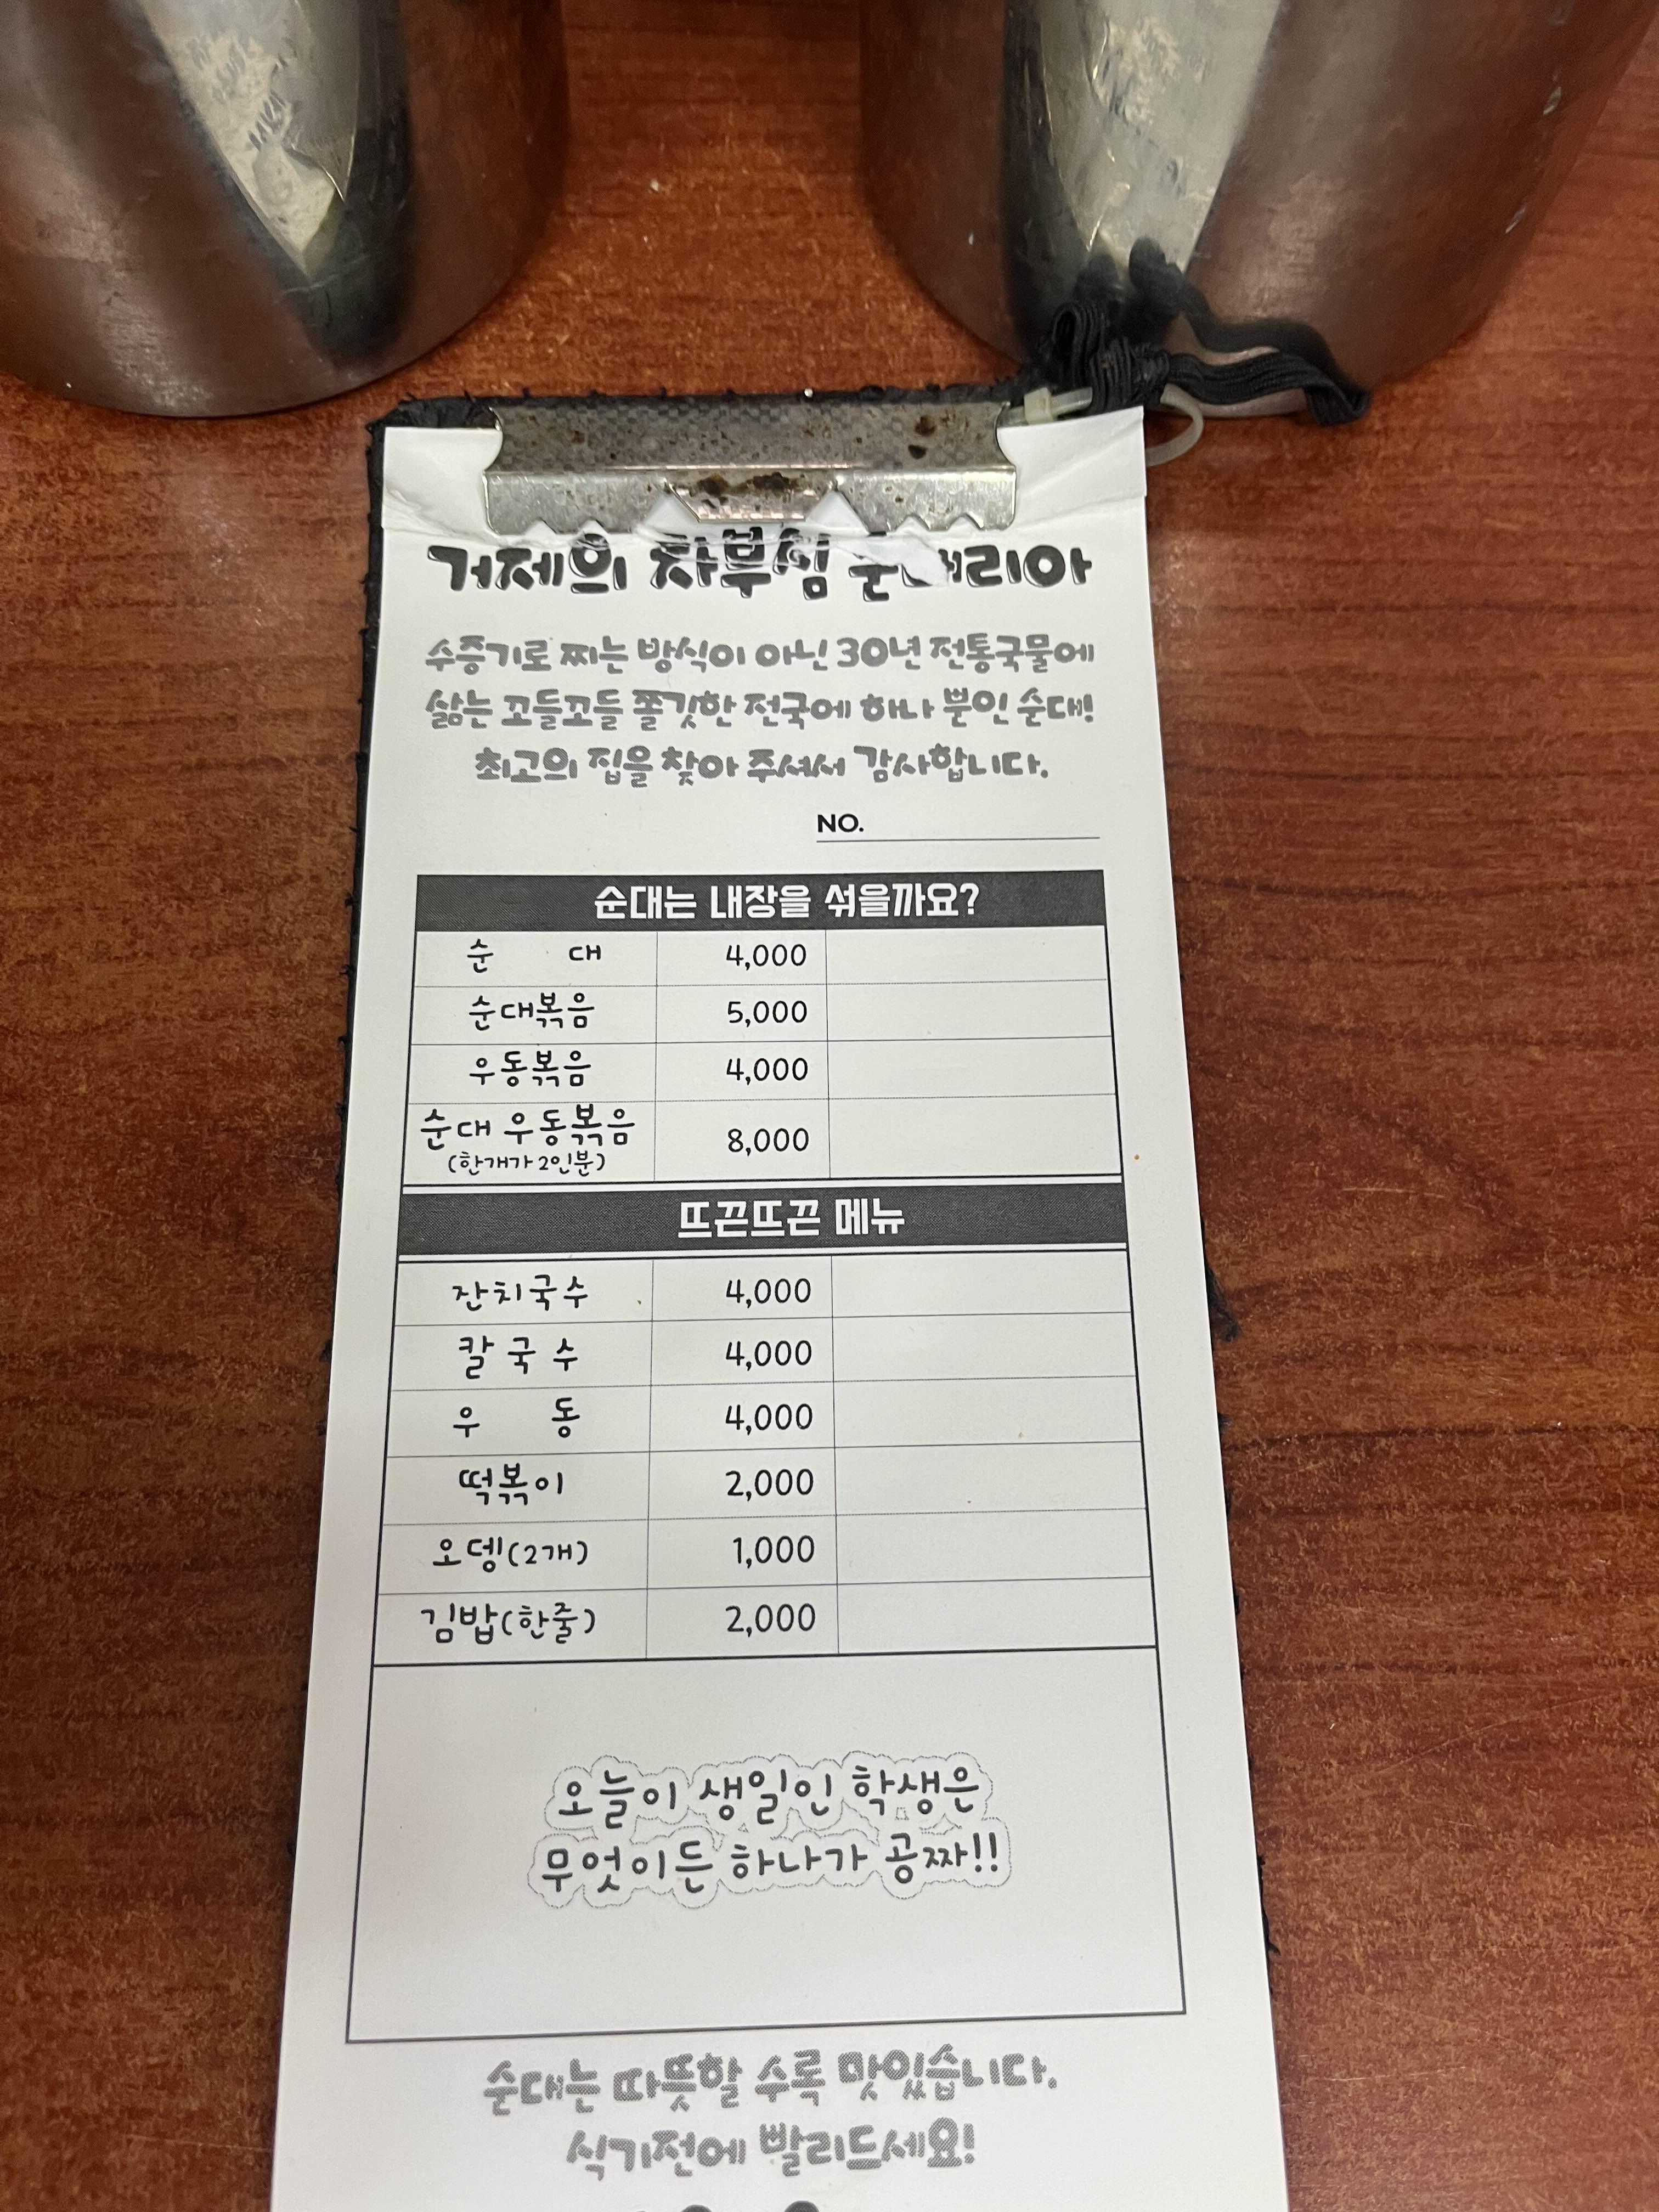 거제의 자부심 순대리아
수증기로 찌는 방식이 아닌 30년 전통국물에
삶는 꼬들꼬들 쫄깃한 전국에 하나 뿐인 순대!
최고의 집을 찾아 주셔서 감사합니다.
NO.
순대는 내장을 섞을까요?
순 대 4,000
순대볶음 5,000
우동볶음 4,000
순대 우동볶음 8,000
(한개가 2인분)
뜨끈뜨끈 메뉴
잔치국수 4,000
칼국수 4,000
우 동 4,000
떡볶이 2,000
오뎅(2개) 1,000
김밥(한줄) 2,000
오늘이 생일인 학생은
무엇이든 하나가 공짜!!
순대는 따뜻할 수록 맛있습니다.
식기전에 빨리드세요!